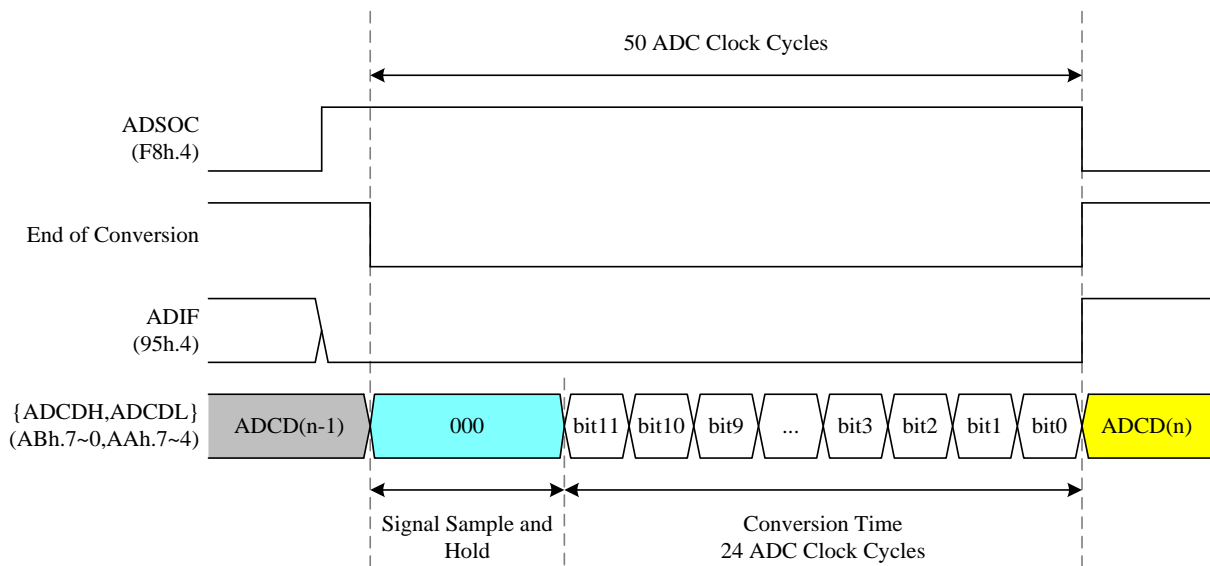 50 ADC Clock Cycles
ADSOC
(F8h.4)
End of Conversion
ADIF
(95h.4)
{ADCDH,ADCDL}
(ABh.7~0,AAh.7~4)
ADCD(n-1)
000
bit11
bit10
bit9
...
bit3
bit2
bit1
bit0
ADCD(n)
Signal Sample and
Hold
Conversion Time
24 ADC Clock Cycles